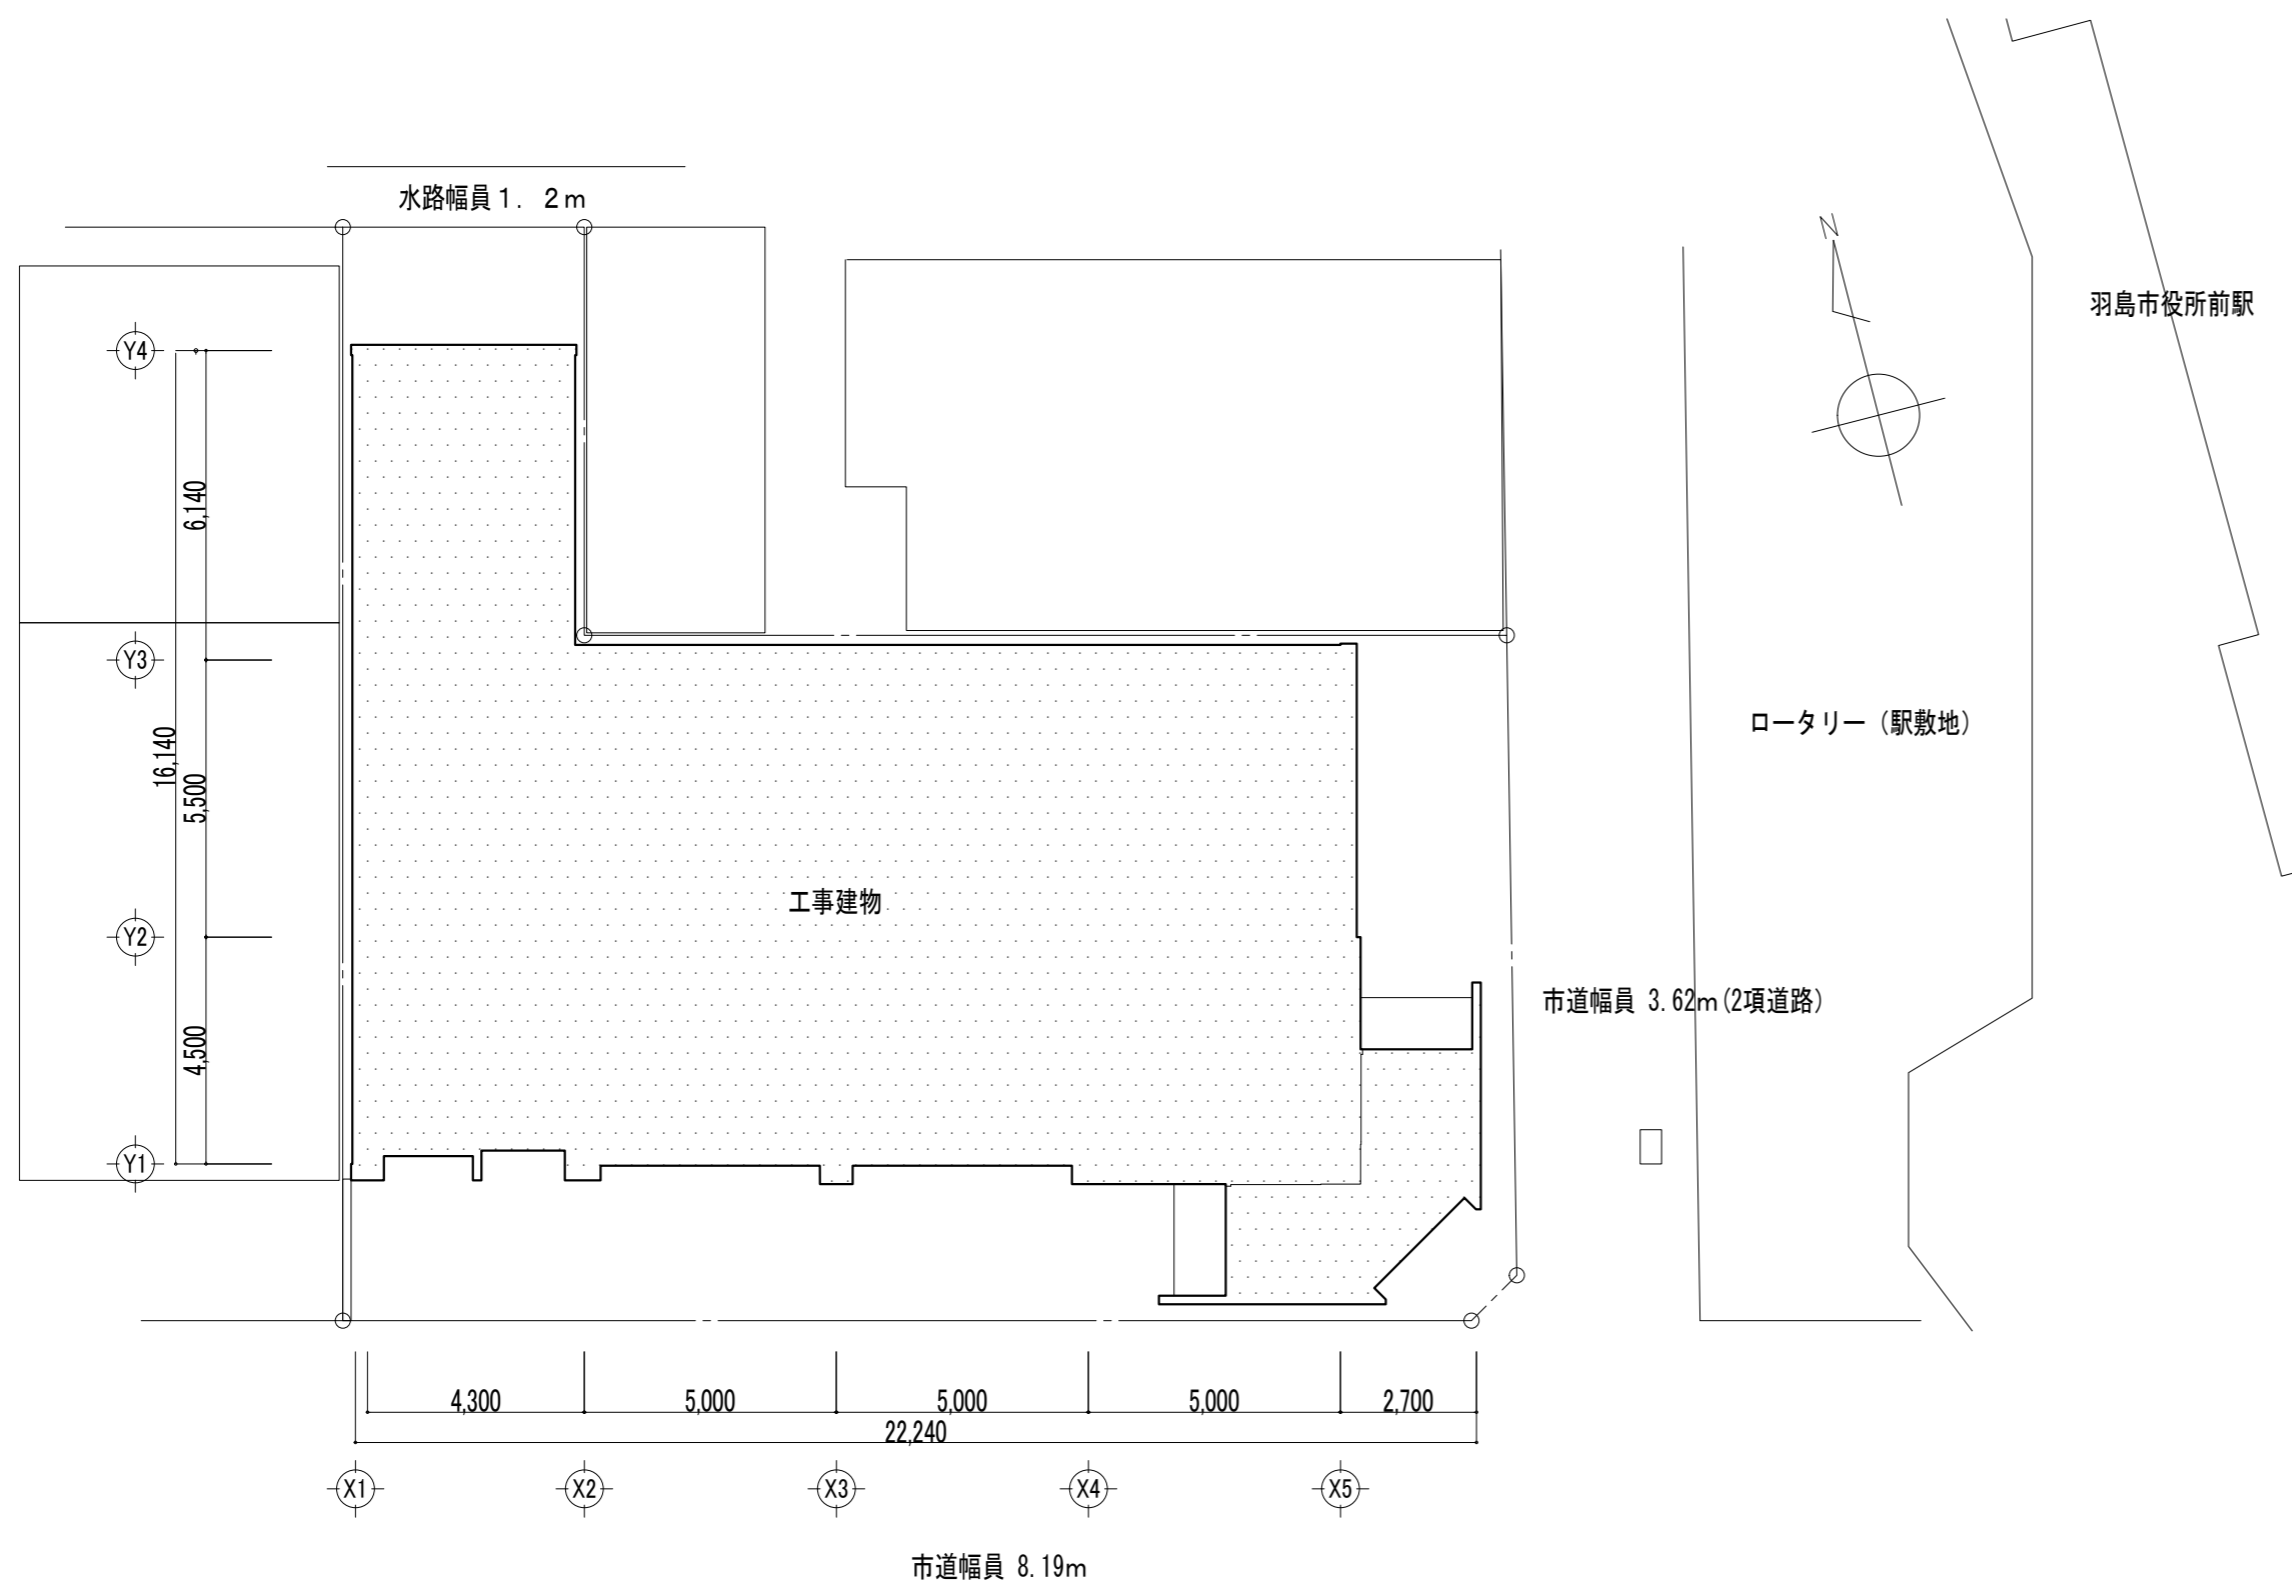 水路幅員１．２ｍ
N
羽島市役所前駅
Y4
6,140
Y3
ロータリー（駅敷地）
16,140
5,500
工事建物
Y2
市道幅員 3.62m(2項道路)
4,500
Y1
4,300 5,000 5,000 5,000 2,700
22,240
X1 X2 X3 X4 X5
市道幅員 8.19m